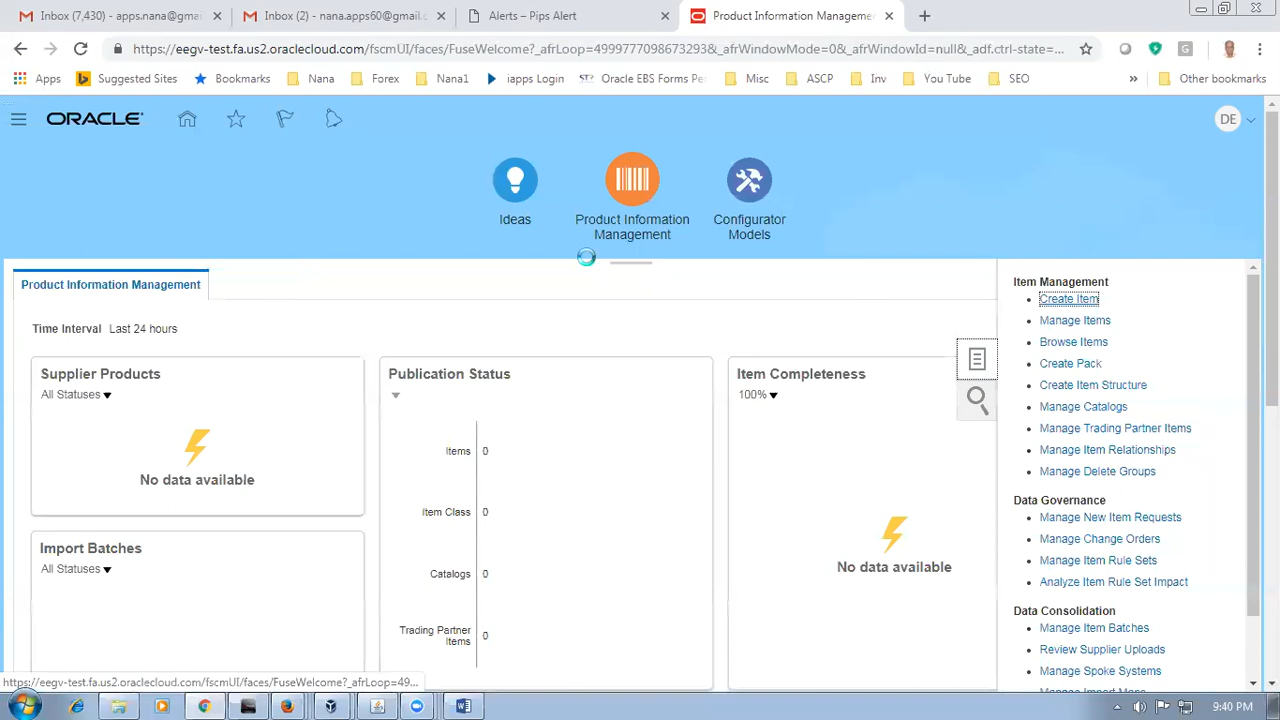 Inbox (7,430) - apps.nana@gma
Inbox (2) - nana.apps60@gmail.c
Alerts – Pips Alert
Product Information Manageme
https://eegv-test.fa.us2.oraclecloud.com/fscmUI/faces/FuseWelcome?_afrLoop=49997770986732​93&_afrWindowMode=0&_afrWindowId=null&_adf.ctrl-state=...
G
Apps
Suggested Sites
Bookmarks
Nana
Forex
Nana1
iapps Login
Oracle EBS Forms Pe
Misc
ASCP
Inv
You Tube
SEO
»
Other bookmarks
ORACLE
DE
Ideas
Product Information
Management
Configurator
Models
Product Information Management
Time Interval Last 24 hours
Supplier Products
All Statuses
No data available
Import Batches
All Statuses
Publication Status
Items 0
Item Class 0
Catalogs 0
Trading Partner
Items 0
Item Completeness
100%
No data available
Item Management
Create Item
Manage Items
Browse Items
Create Pack
Create Item Structure
Manage Catalogs
Manage Trading Partner Items
Manage Item Relationships
Manage Delete Groups
Data Governance
Manage New Item Requests
Manage Change Orders
Manage Item Rule Sets
Analyze Item Rule Set Impact
Data Consolidation
Manage Item Batches
Review Supplier Uploads
Manage Spoke Systems
https://eegv-test.fa.us2.oraclecloud.com/fscmUI/faces/FuseWelcome?_afrLoop=49...
9:40 PM